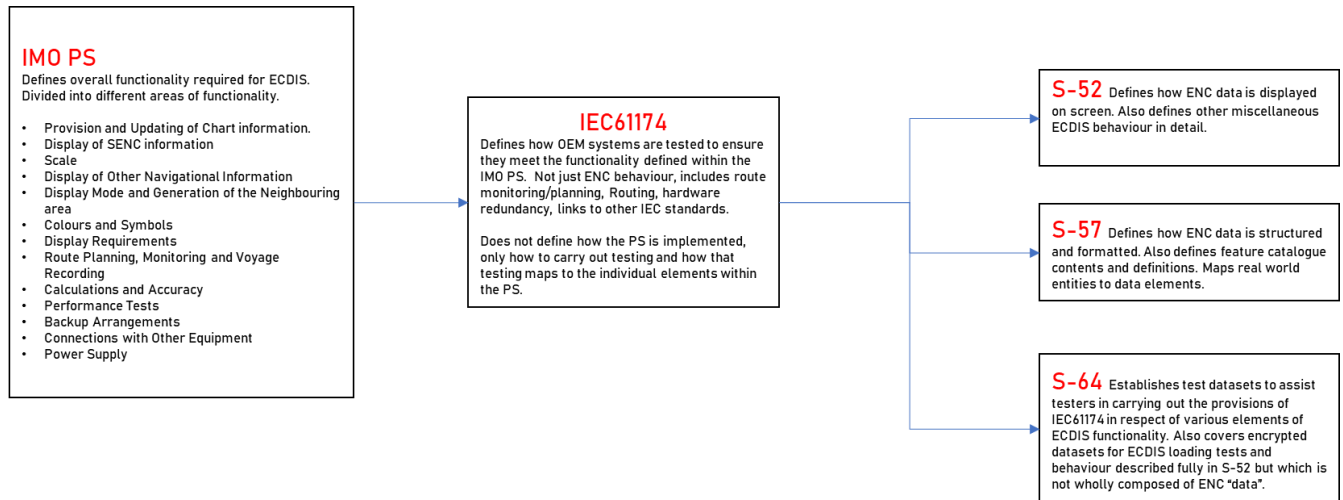 IMO PS
Defines overall functionality required for ECDIS.
Divided into different areas of functionality.
• Provision and Updating of Chart information.
• Display of SENC information
• Scale
• Display of Other Navigational Information
• Display Mode and Generation of the Neighbouring
area
• Colours and Symbols
• Display Requirements
• Route Planning, Monitoring and Voyage
Recording
• Calculations and Accuracy
• Performance Tests
• Backup Arrangements
• Connections with Other Equipment
• Power Supply
IEC61174
Defines how OEM systems are tested to ensure
they meet the functionality defined within the
IMO PS. Not just ENC behaviour, includes route
monitoring/planning, Routing, hardware
redundancy, links to other IEC standards.
Does not define how the PS is implemented,
only how to carry out testing and how that
testing maps to the individual elements within
the PS.
S-52 Defines how ENC data is displayed
on screen. Also defines other miscellaneous
ECDIS behaviour in detail.
S-57 Defines how ENC data is structured
and formatted. Also defines feature catalogue
contents and definitions. Maps real world
entities to data elements.
S-64 Establishes test datasets to assist
testers in carrying out the provisions of
IEC61174 in respect of various elements of
ECDIS functionality. Also covers encrypted
datasets for ECDIS loading tests and
behaviour described fully in S-52 but which is
not wholly composed of ENC “data”.